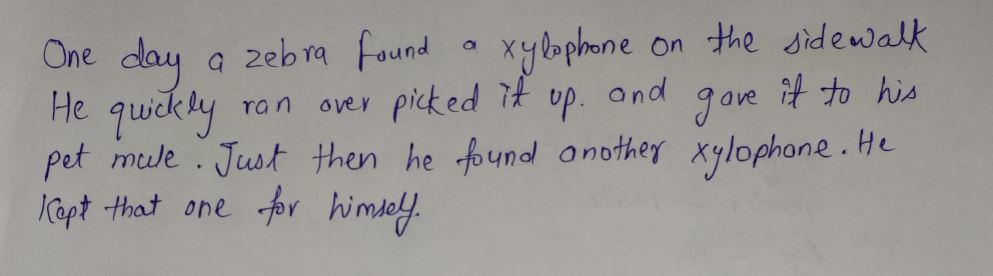 One day a zebra found a xylophone on the sidewalk
He quickly ran over picked it up. and gave it to his
pet mule. Just then he found another xylophone. He
Kept that one for himself.